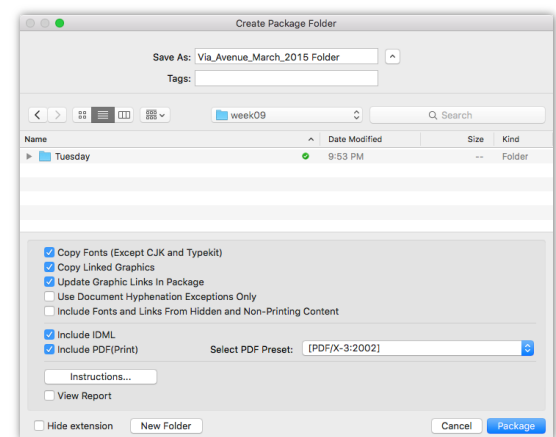 Create Package Folder
Save As: Via_Avenue_March_2015 Folder
Tags:
week09 Search
Name Date Modified Size Kind
Tuesday 9:53 PM -- Folder
Copy Fonts (Except CJK and Typekit)
Copy Linked Graphics
Update Graphic Links In Package
Use Document Hyphenation Exceptions Only
Include Fonts and Links From Hidden and Non-Printing Content
Include IDML
Include PDF(Print) Select PDF Preset: [PDF/X-3:2002]
Instructions...
View Report
Hide extension New Folder Cancel Package